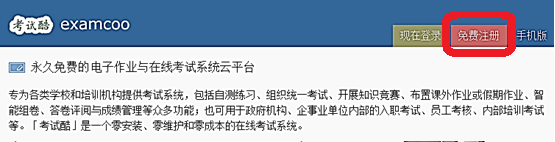 考试酷 examcoo
现在登录 免费注册 手机版
永久免费的电子作业与在线考试系统云平台
专为各类学校和培训机构提供考试系统，包括自测练习、组织统一考试、开展知识竞赛、布置课外作业或假期作业、智
能组卷、答卷评阅与成绩管理等众多功能；也可用于政府机构、企事业单位内部的入职考试、员工考核、内部培训考试
等。「考试酷」是一个零安装、零维护和零成本的在线考试系统。